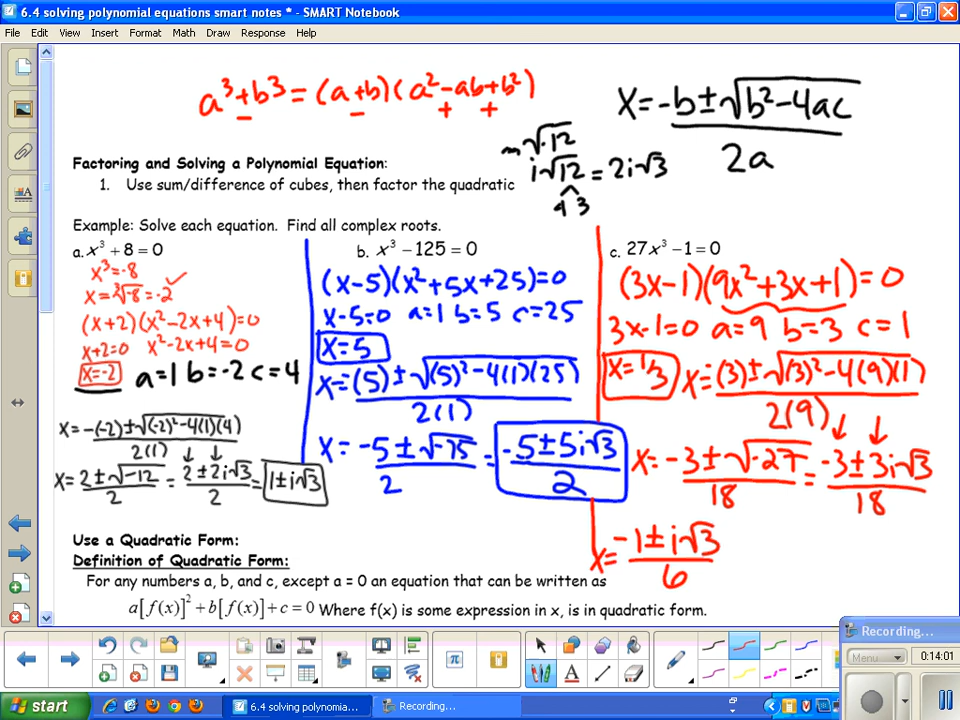 6.4 solving polynomial equations smart notes * - SMART Notebook
File Edit View Insert Format Math Draw Response Help
a³+b³=(a+b)(a²-ab+b²)
- - + +
x=-b±√b²-4ac
2a
√-12
i√12=2i√3
4 3
Factoring and Solving a Polynomial Equation:
1. Use sum/difference of cubes, then factor the quadratic
Example: Solve each equation. Find all complex roots.
a. x³ + 8 = 0
x³=-8
x=∛-8=-2 ✓
(x+2)(x²-2x+4)=0
x+2=0 x²-2x+4=0
x=-2 a=1 b=-2 c=4
x=-(-2)±√(-2)²-4(1)(4)
2(1)
x=2±√-12 = 2±2i√3 = 1±i√3
2 2
b. x³ − 125 = 0
(x-5)(x²+5x+25)=0
x-5=0 a=1 b=5 c=25
x=5
x=-(5)±√(5)²-4(1)(25)
2(1)
x=-5±√-75 = -5±5i√3
2 2
c. 27x³ − 1 = 0
(3x-1)(9x²+3x+1)=0
3x-1=0 a=9 b=3 c=1
x=1/3 x=-(3)±√(3)²-4(9)(1)
2(9)
x=-3±√-27 = -3±3i√3
18 18
x=-1±i√3
6
Use a Quadratic Form:
Definition of Quadratic Form:
For any numbers a, b, and c, except a = 0 an equation that can be written as
a[f(x)]² + b[f(x)] + c = 0 Where f(x) is some expression in x, is in quadratic form.
Recording...
Menu 0:14:01
start 6.4 solving polynomia... Recording...